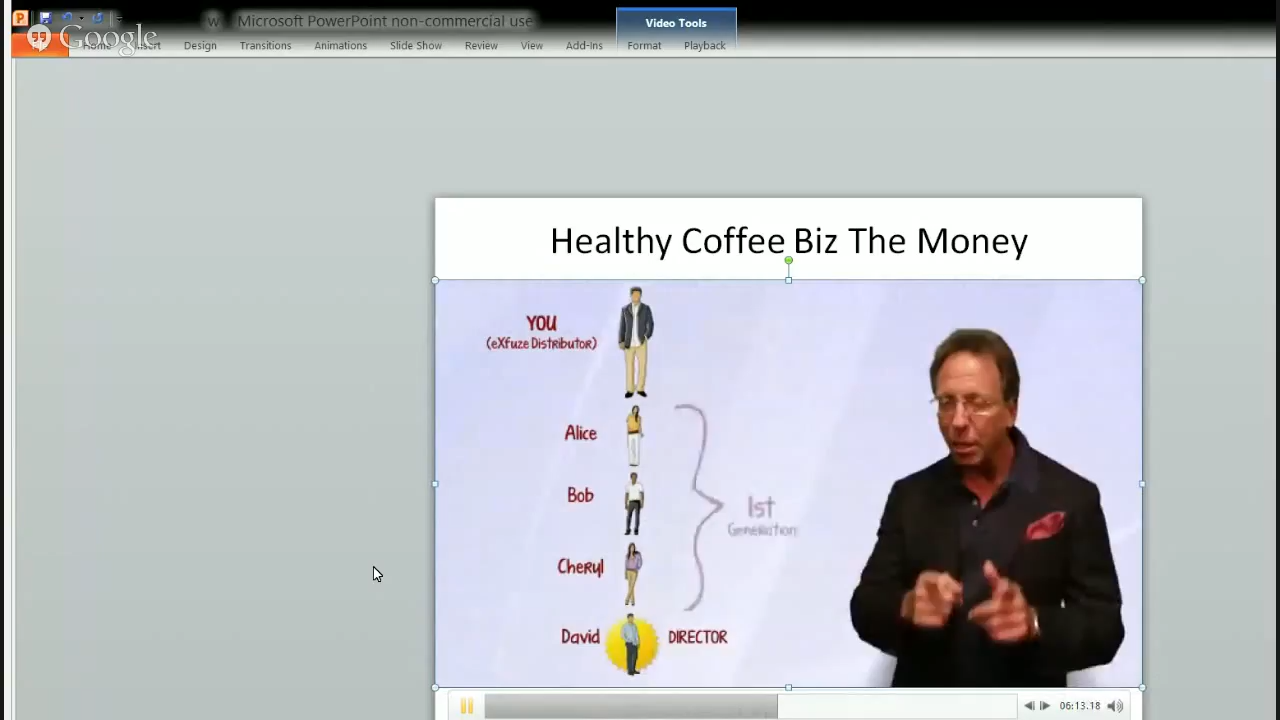 Microsoft PowerPoint non-commercial use
Video Tools
Google
Design
Transitions
Animations
Slide Show
Review
View
Add-Ins
Format
Playback
Healthy Coffee Biz The Money
YOU
(eXfuze Distributor)
Alice
Bob
1st
Generation
Cheryl
David
DIRECTOR
06:13.18